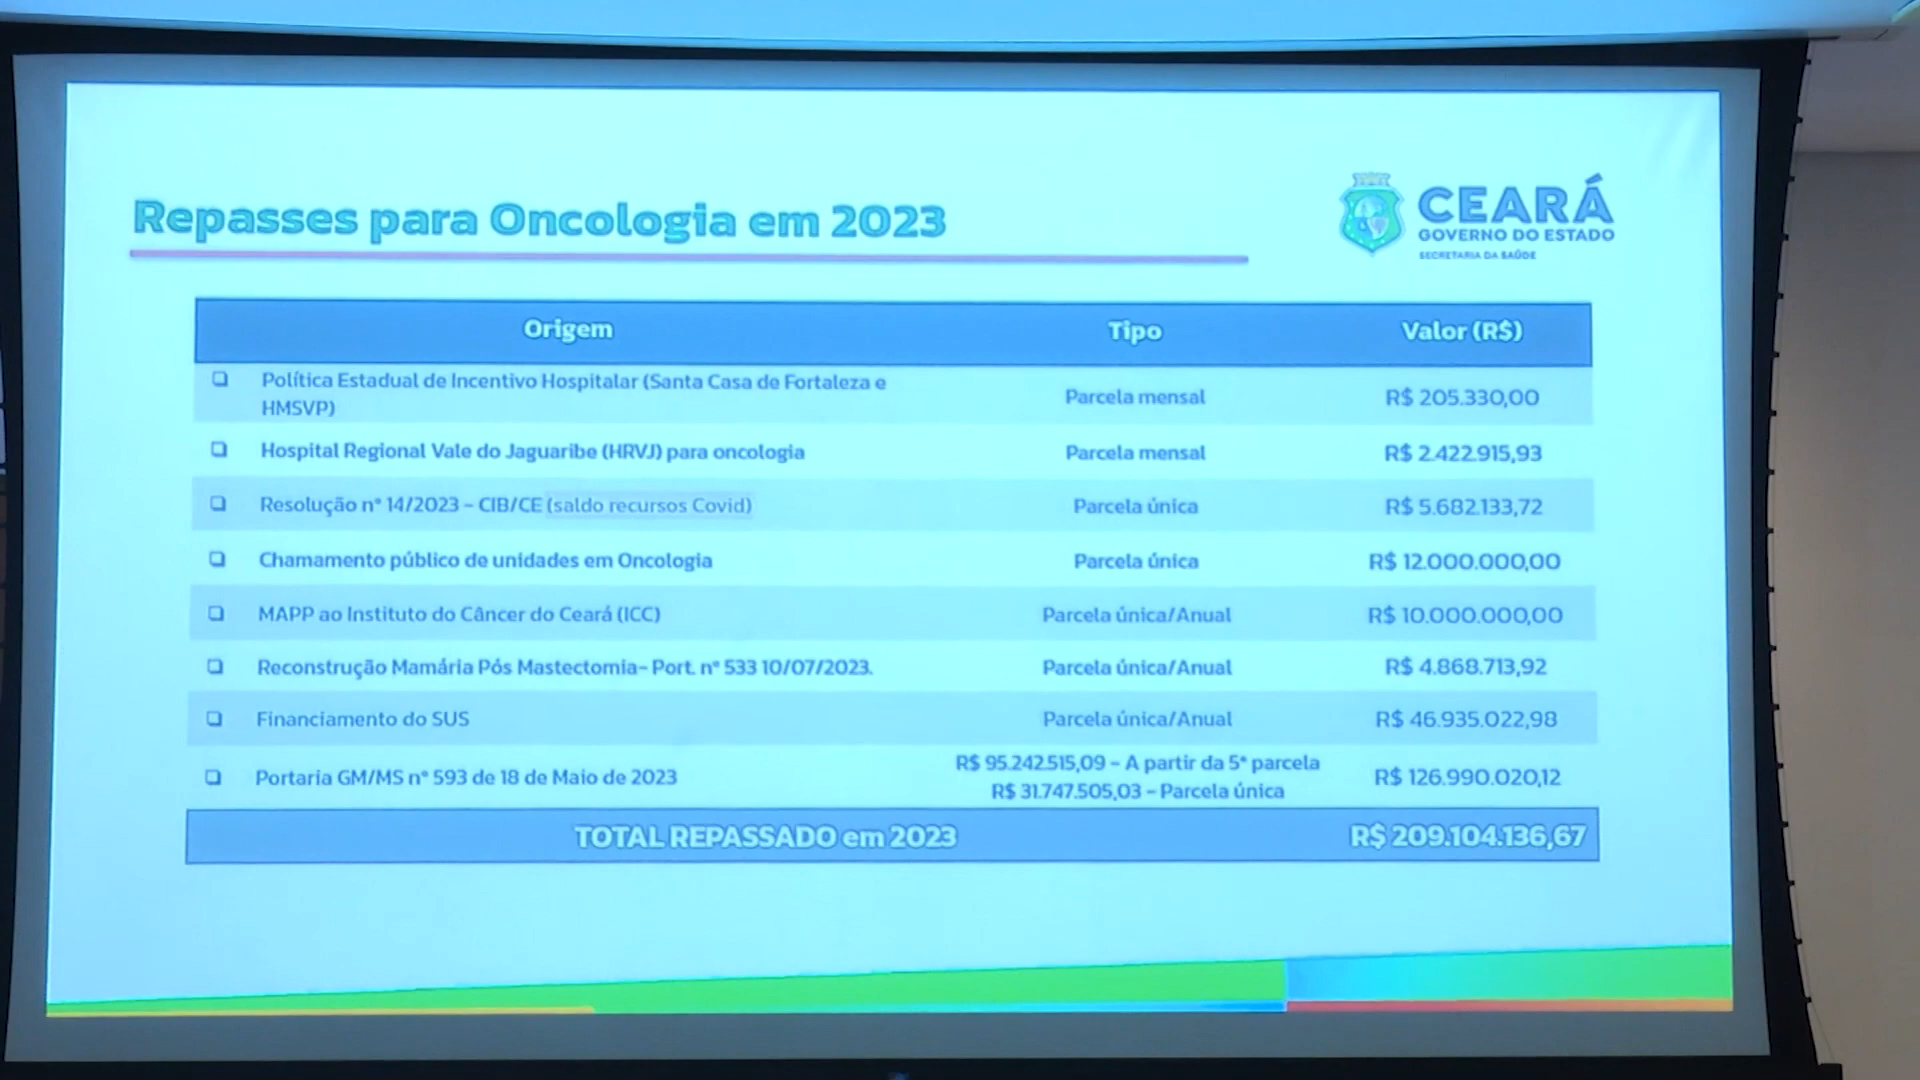 Repasses para Oncologia em 2023
CEARÁ
GOVERNO DO ESTADO
SECRETARIA DA SAÚDE
Origem Tipo Valor (R$)
❑ Política Estadual de Incentivo Hospitalar (Santa Casa de Fortaleza e
HMSVP) Parcela mensal R$ 205.330,00
❑ Hospital Regional Vale do Jaguaribe (HRVJ) para oncologia Parcela mensal R$ 2.422.915,93
❑ Resolução nº 14/2023 – CIB/CE (saldo recursos Covid) Parcela única R$ 5.682.133,72
❑ Chamamento público de unidades em Oncologia Parcela única R$ 12.000.000,00
❑ MAPP ao Instituto do Câncer do Ceará (ICC) Parcela única/Anual R$ 10.000.000,00
❑ Reconstrução Mamária Pós Mastectomia– Port. nº 533 10/07/2023. Parcela única/Anual R$ 4.868.713,92
❑ Financiamento do SUS Parcela única/Anual R$ 46.935.022,98
❑ Portaria GM/MS nº 593 de 18 de Maio de 2023 R$ 95.242.515,09 – A partir da 5ª parcela R$ 126.990.020,12
R$ 31.747.505,03 – Parcela única
TOTAL REPASSADO em 2023 R$ 209.104.136,67